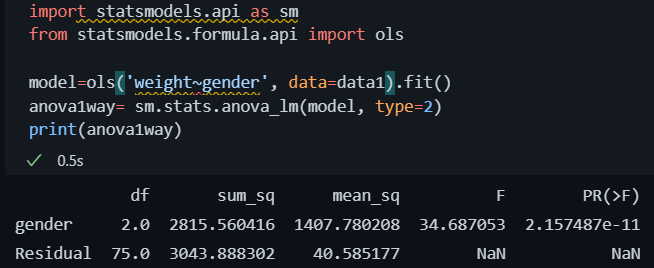 import statsmodels.api as sm
from statsmodels.formula.api import ols
model=ols('weight~gender', data=data1).fit()
anova1way= sm.stats.anova_lm(model, type=2)
print(anova1way)
✓ 0.5s
df sum_sq mean_sq F PR(>F)
gender 2.0 2815.560416 1407.780208 34.687053 2.157487e-11
Residual 75.0 3043.888302 40.585177 NaN NaN